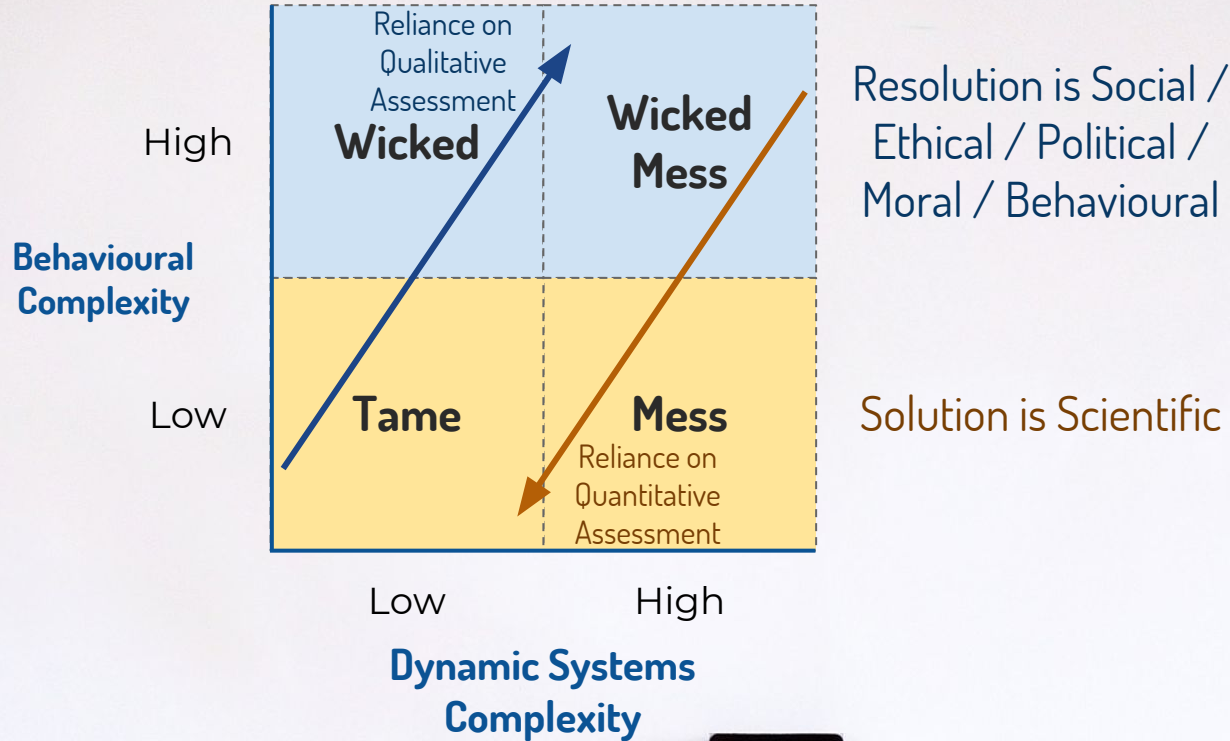 Reliance on
Qualitative
Assessment
Wicked
Wicked
Mess
High
Resolution is Social /
Ethical / Political /
Moral / Behavioural
Behavioural
Complexity
Low
Tame
Mess
Reliance on
Quantitative
Assessment
Solution is Scientific
Low
High
Dynamic Systems
Complexity